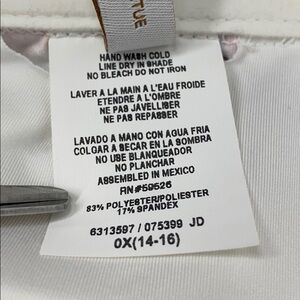 TUE
HAND WASH COLD
LINE DRY IN SHADE
NO BLEACH DO NOT IRON
LAVER A LA MAIN A L'EAU FROIDE
ETENDRE A L'OMBRE
NE PAS JAVELLISER
NE PAS REPASSER
LAVADO A MANO CON AGUA FRIA
COLGAR A SECAR EN LA SOMBRA
NO USE BLANQUEADOR
NO PLANCHAR
ASSEMBLED IN MEXICO
RN#59526
83% POLYESTER/POLIESTER
17% SPANDEX
6313597 / 075399 JD
0X(14-16)